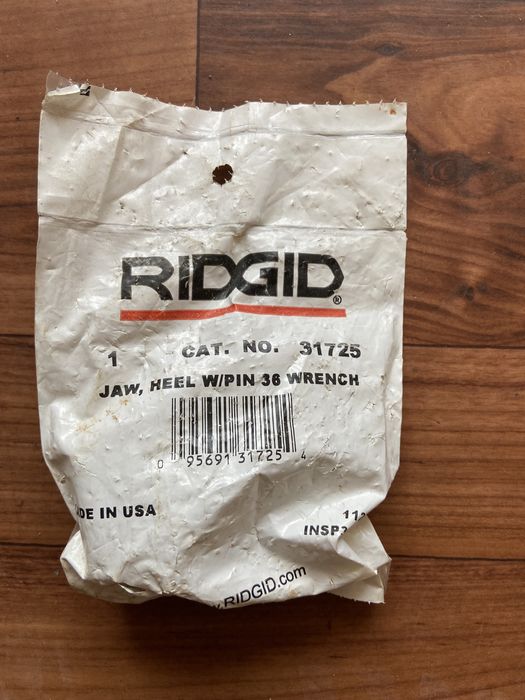 RIDGID®
1 - CAT. NO. 31725
JAW, HEEL W/PIN 36 WRENCH
0 95691 31725 4
DE IN USA
11
INSP
.RIDGID.com